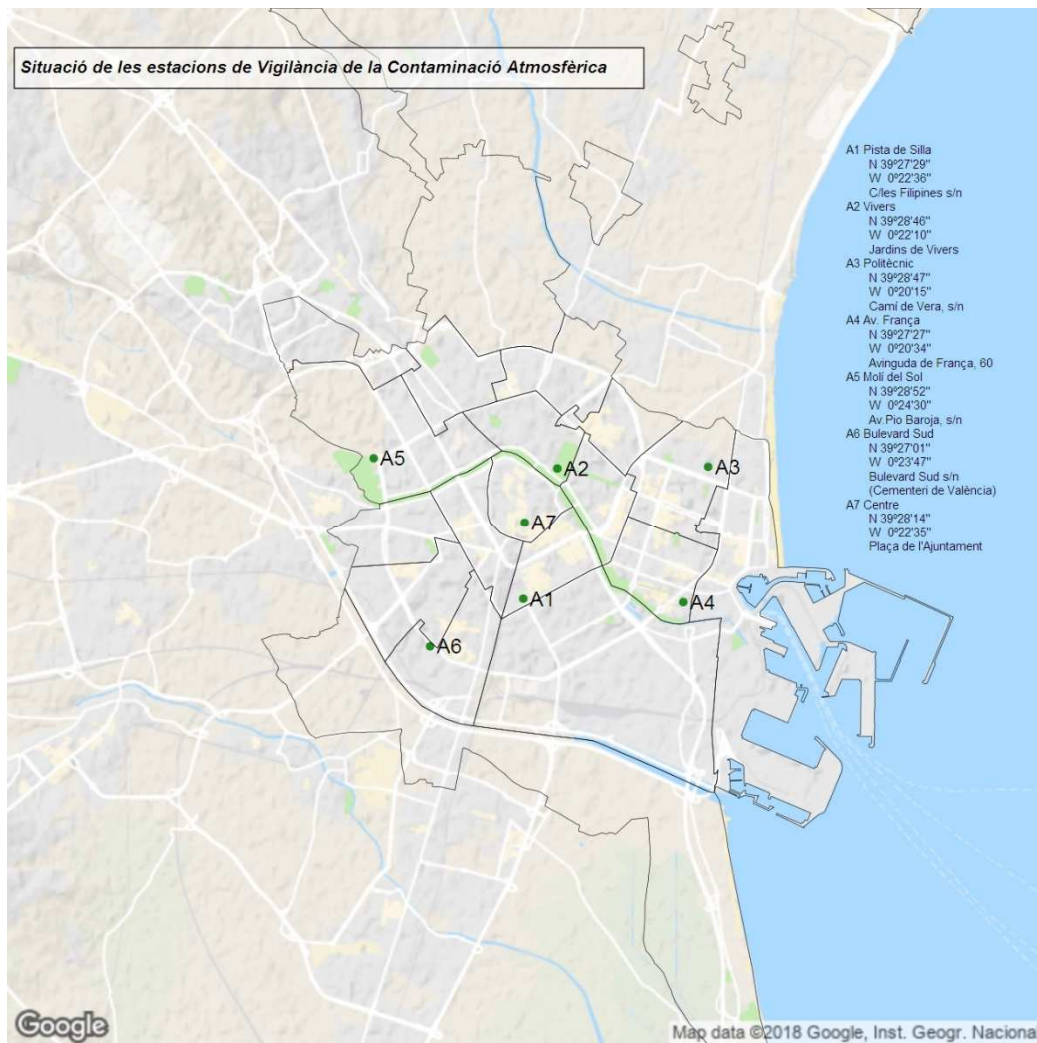 Situació de les estacions de Vigilància de la Contaminació Atmosfèrica
A1 Pista de Silla
N 39º27'29"
W 0º22'36"
C/les Filipines s/n
A2 Vivers
N 39º28'46"
W 0º22'10"
Jardins de Vivers
A3 Politècnic
N 39º28'47"
W 0º20'15"
Camí de Vera, s/n
A4 Av. França
N 39º27'27"
W 0º20'34"
Avinguda de França, 60
A5 Molí del Sol
N 39º28'52"
W 0º24'30"
Av.Pio Baroja, s/n
A6 Bulevard Sud
N 39º27'01"
W 0º23'47"
Bulevard Sud s/n
(Cementeri de València)
A7 Centre
N 39º28'14"
W 0º22'35"
Plaça de l'Ajuntament
A5
A2
A3
A7
A1
A4
A6
Google
Map data ©2018 Google, Inst. Geogr. Naciona